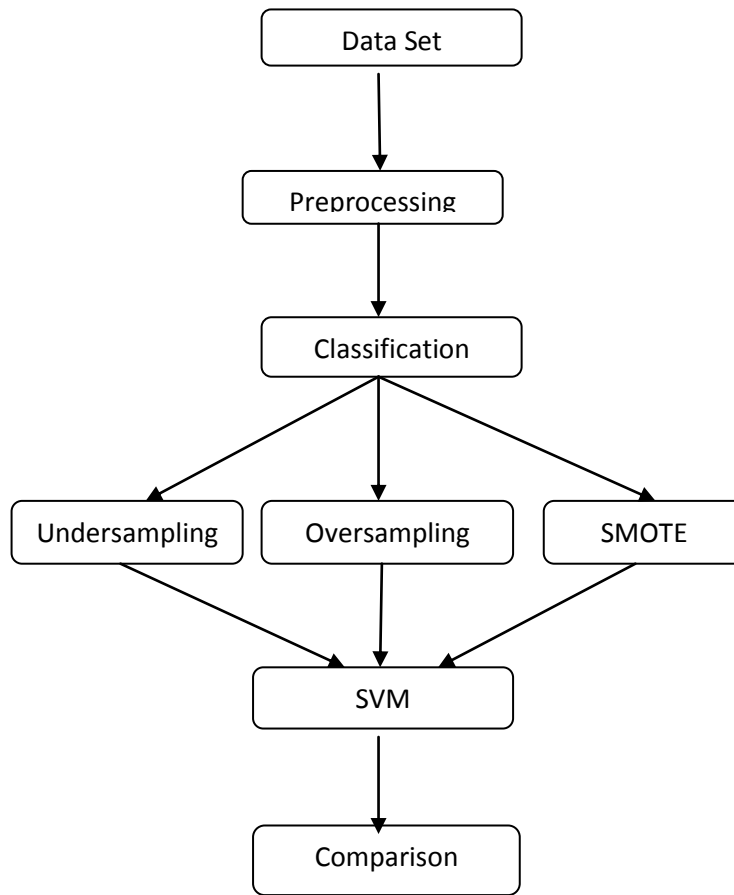 Data Set
Preprocessing
Classification
Undersampling
Oversampling
SMOTE
SVM
Comparison